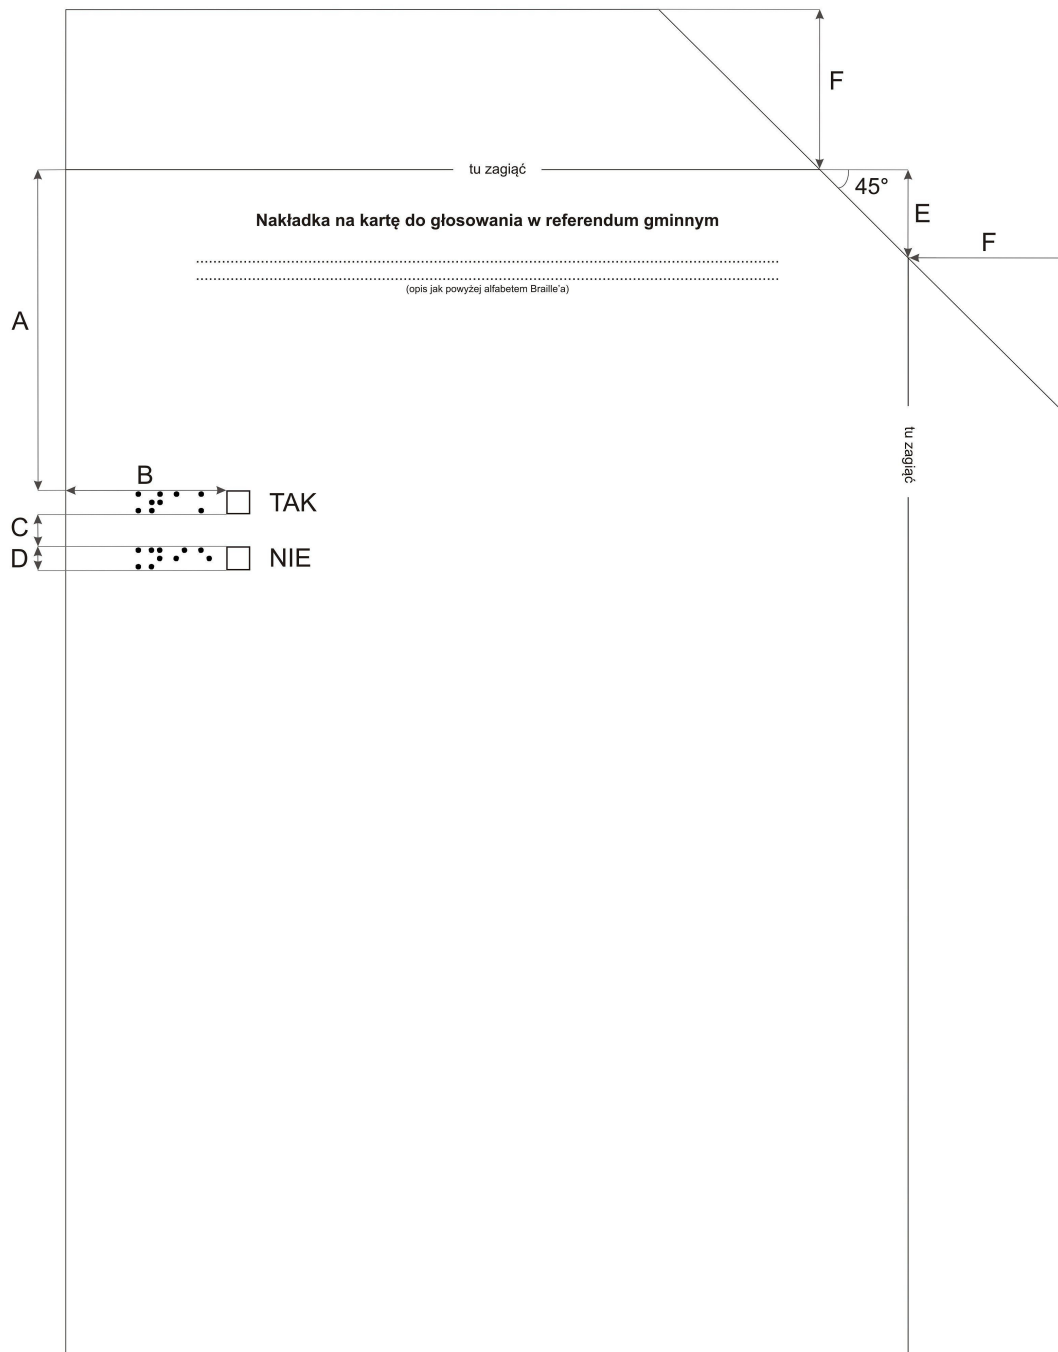 F
tu zagiąć
45°
E
Nakładka na kartę do głosowania w referendum gminnym
F
(opis jak powyżej alfabetem Braille’a)
A
tu zagiąć
B
TAK
C
D
NIE